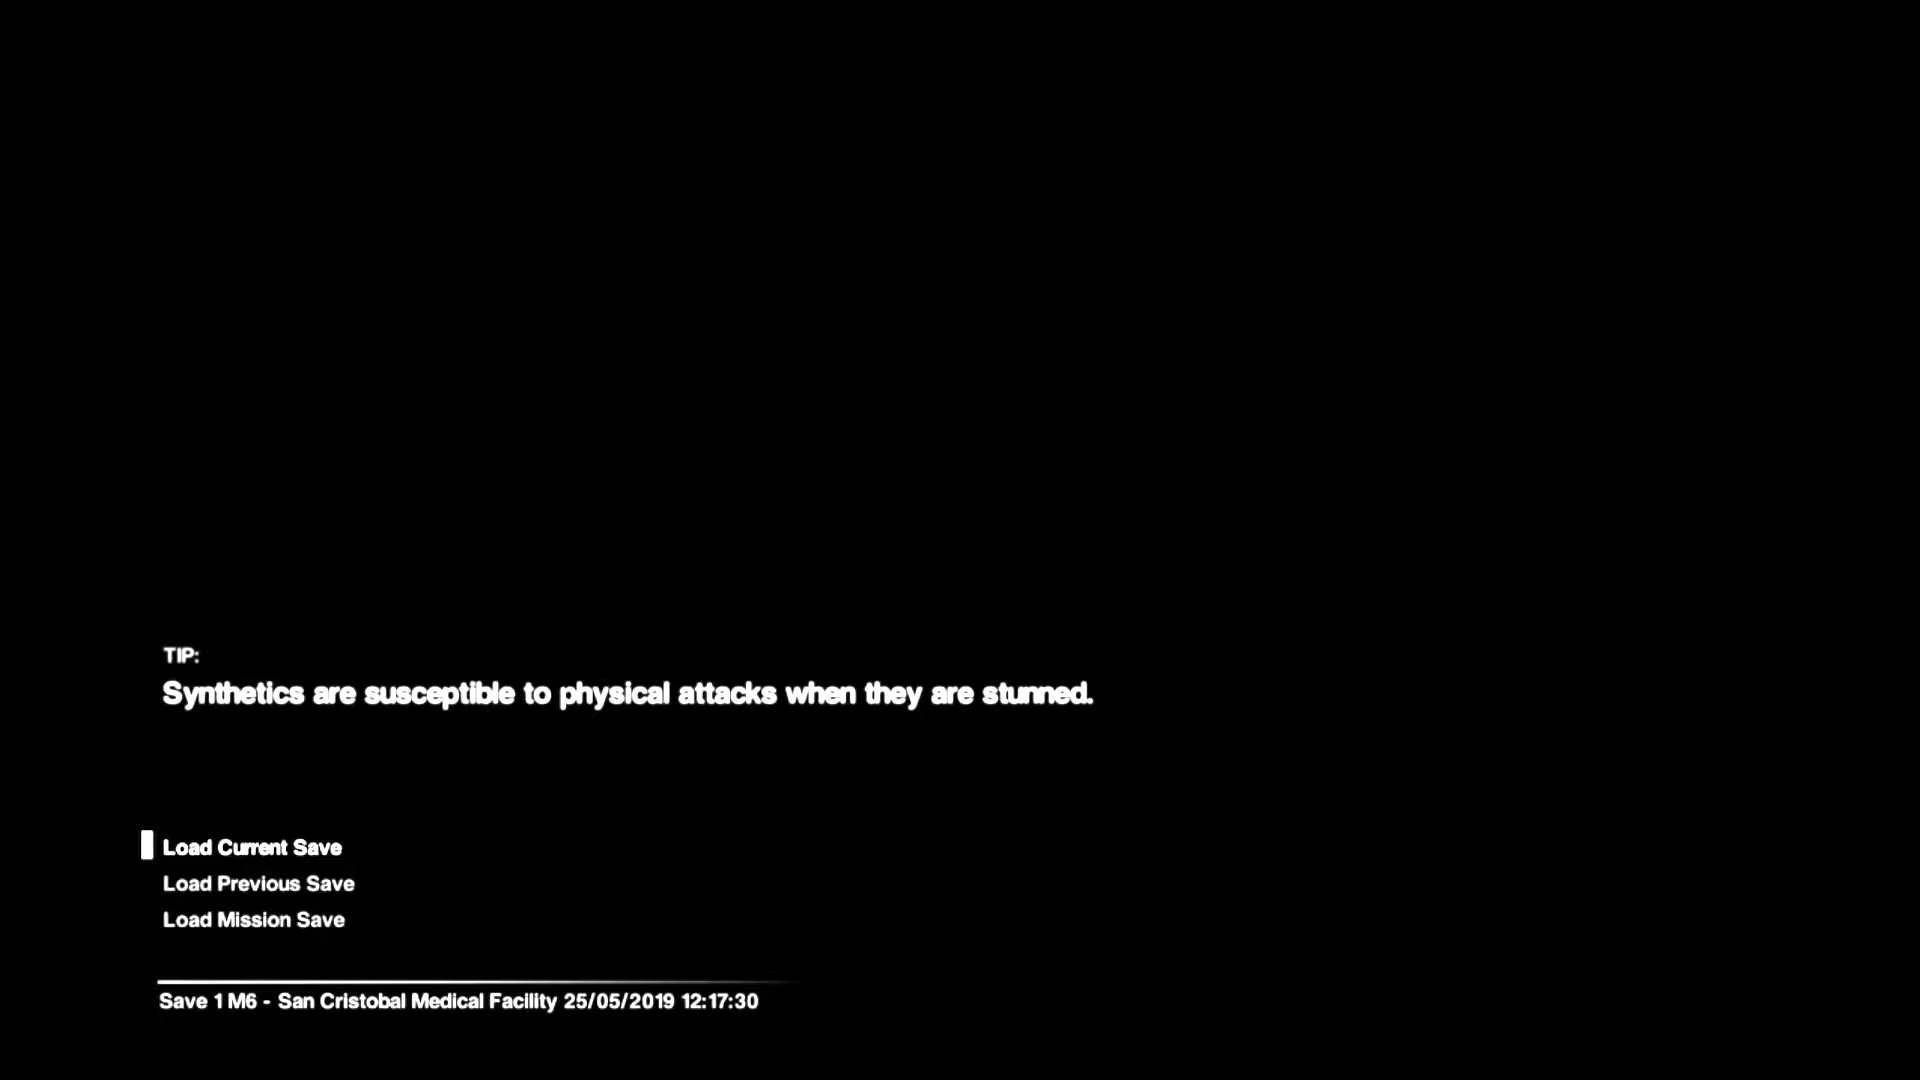 TIP:
Synthetics are susceptible to physical attacks when they are stunned.
Load Current Save
Load Previous Save
Load Mission Save
Save 1 M6 - San Cristobal Medical Facility 25/05/2019 12:17:30